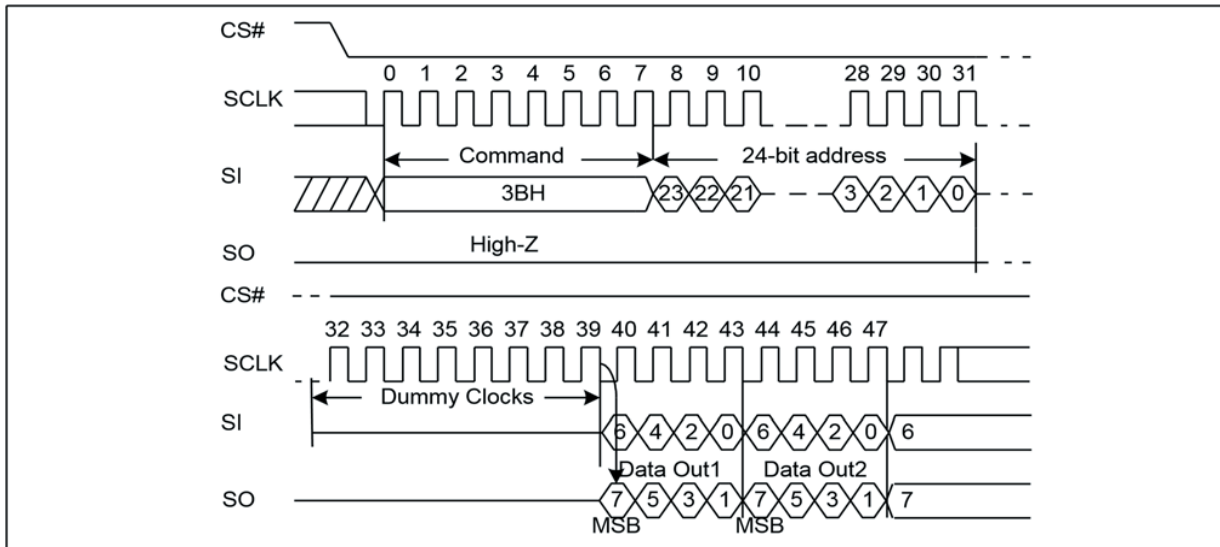 CS#
0 1 2 3 4 5 6 7 8 9 10 28 29 30 31
SCLK
Command 24-bit address
SI
3BH 23 22 21 3 2 1 0
High-Z
SO
CS#
32 33 34 35 36 37 38 39 40 41 42 43 44 45 46 47
SCLK
Dummy Clocks
SI
6 4 2 0 6 4 2 0 6
Data Out1 Data Out2
SO
7 5 3 1 7 5 3 1 7
MSB MSB